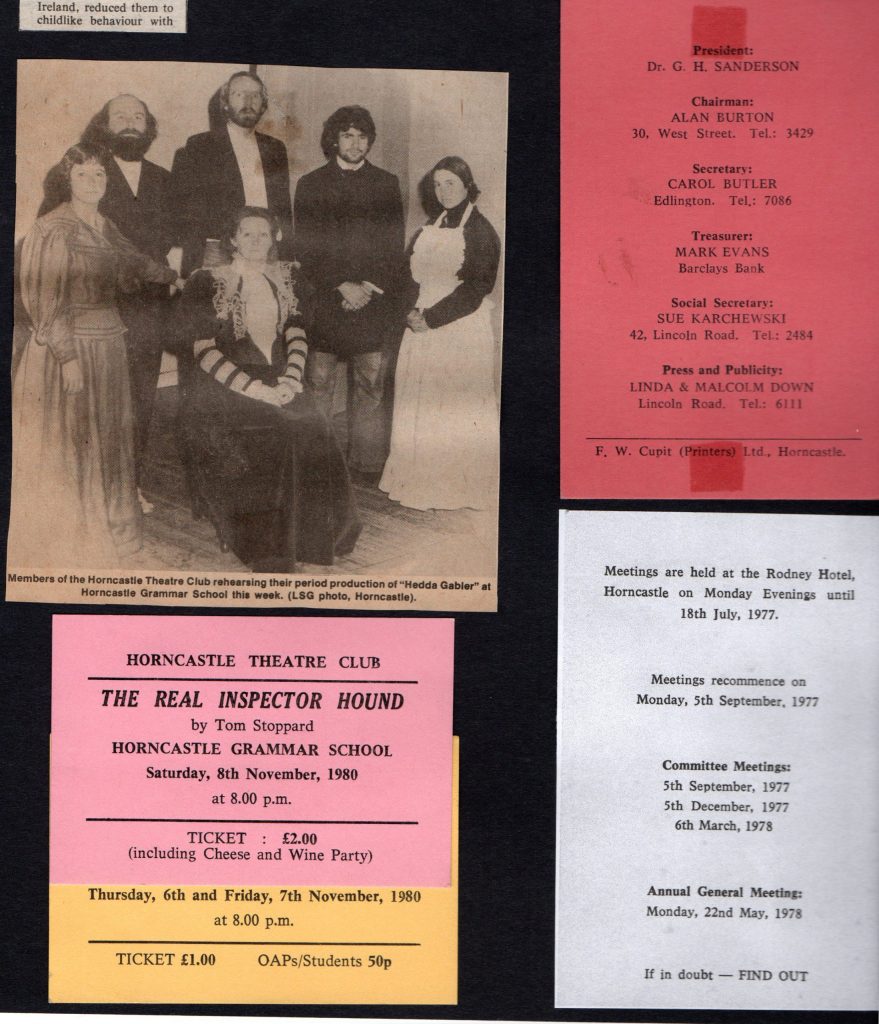 Ireland, reduced them to
childlike behaviour with
Members of the Horncastle Theatre Club rehearsing their period production of "Hedda Gabler" at
Horncastle Grammar School this week. (LSG photo, Horncastle).
HORNCASTLE THEATRE CLUB
THE REAL INSPECTOR HOUND
by Tom Stoppard
HORNCASTLE GRAMMAR SCHOOL
Saturday, 8th November, 1980
at 8.00 p.m.
TICKET : £2.00
(including Cheese and Wine Party)
Thursday, 6th and Friday, 7th November, 1980
at 8.00 p.m.
TICKET £1.00 OAPs/Students 50p
President:
Dr. G. H. SANDERSON
Chairman:
ALAN BURTON
30, West Street. Tel.: 3429
Secretary:
CAROL BUTLER
Edlington. Tel.: 7086
Treasurer:
MARK EVANS
Barclays Bank
Social Secretary:
SUE KARCHEWSKI
42, Lincoln Road. Tel.: 2484
Press and Publicity:
LINDA & MALCOLM DOWN
Lincoln Road. Tel.: 6111
F. W. Cupit (Printers) Ltd., Horncastle.
Meetings are held at the Rodney Hotel,
Horncastle on Monday Evenings until
18th July, 1977.
Meetings recommence on
Monday, 5th September, 1977
Committee Meetings:
5th September, 1977
5th December, 1977
6th March, 1978
Annual General Meeting:
Monday, 22nd May, 1978
If in doubt — FIND OUT